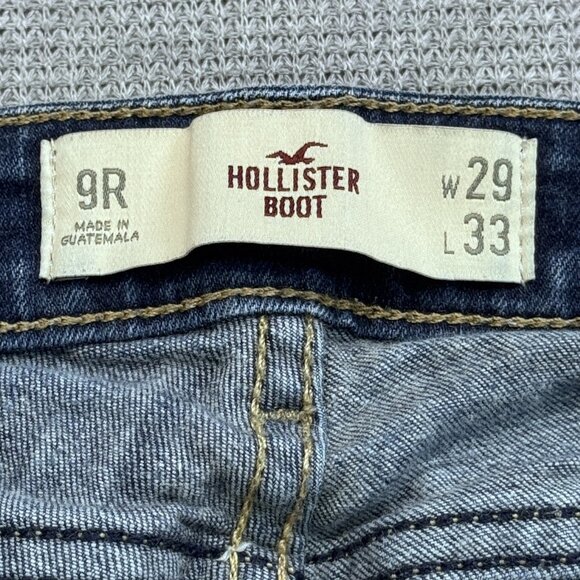 9R
MADE IN
GUATEMALA
HOLLISTER
BOOT
W 29
L 33